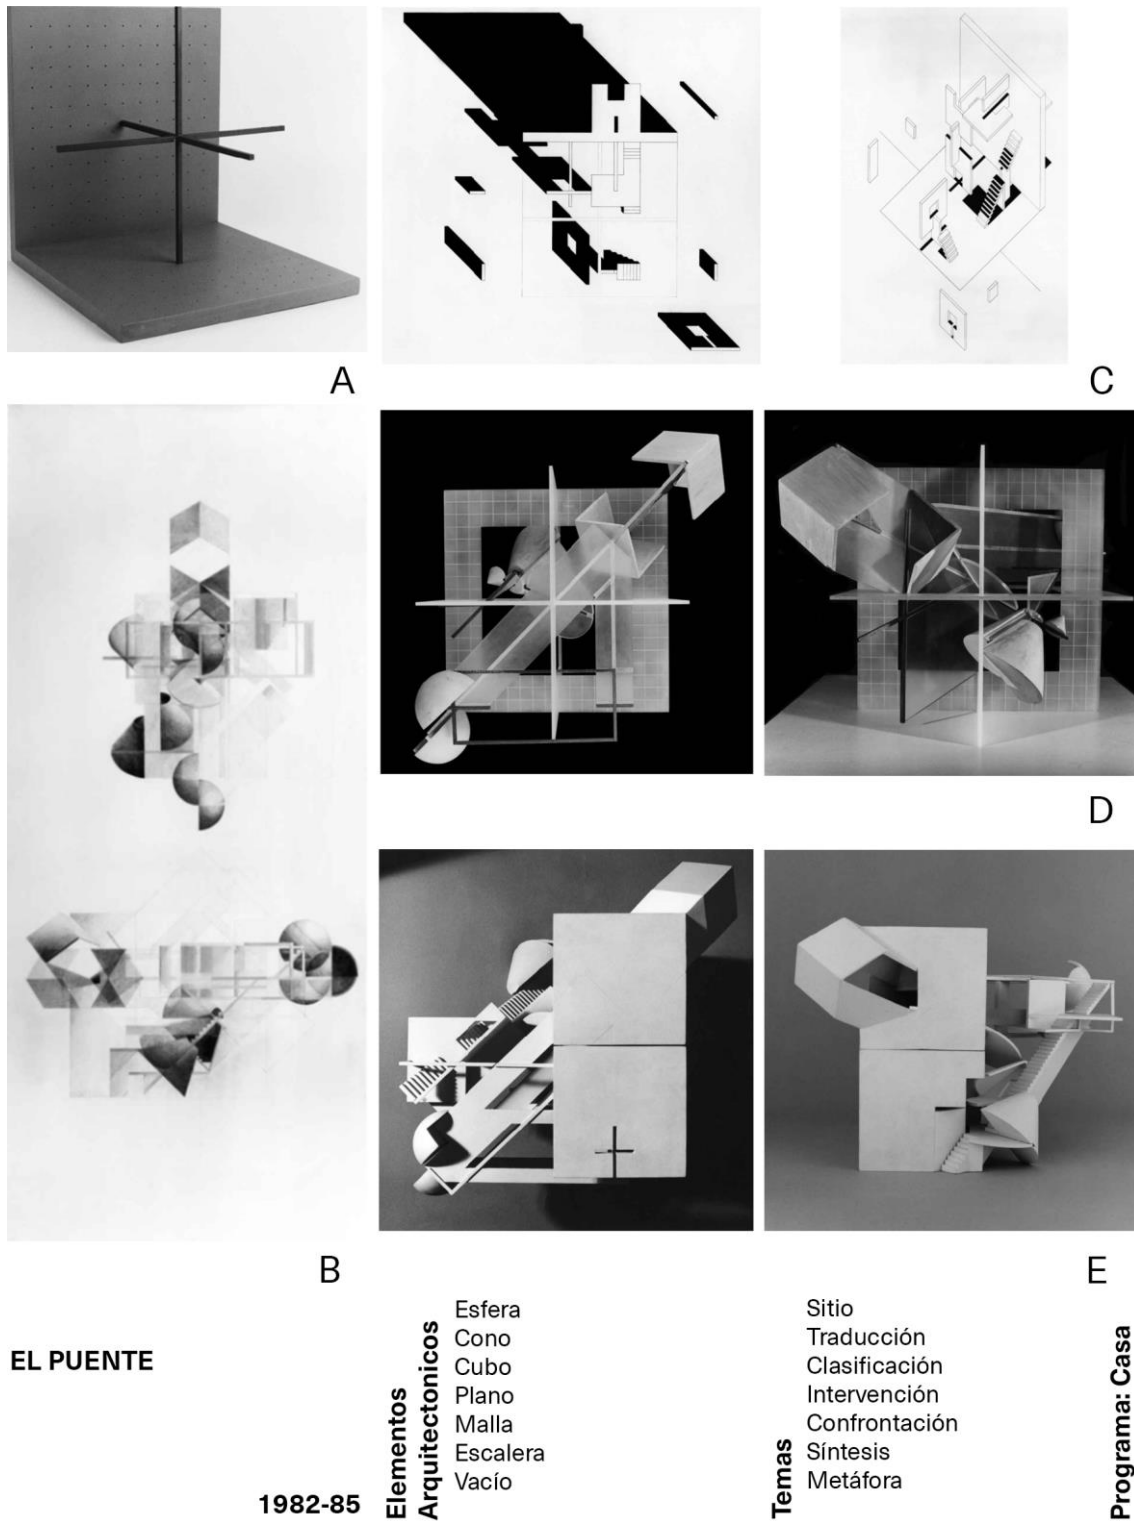 A
C
D
B
E
EL PUENTE
1982-85
Elementos
Arquitectonicos
Esfera
Cono
Cubo
Plano
Malla
Escalera
Vacío
Temas
Sitio
Traducción
Clasificación
Intervención
Confrontación
Síntesis
Metáfora
Programa: Casa